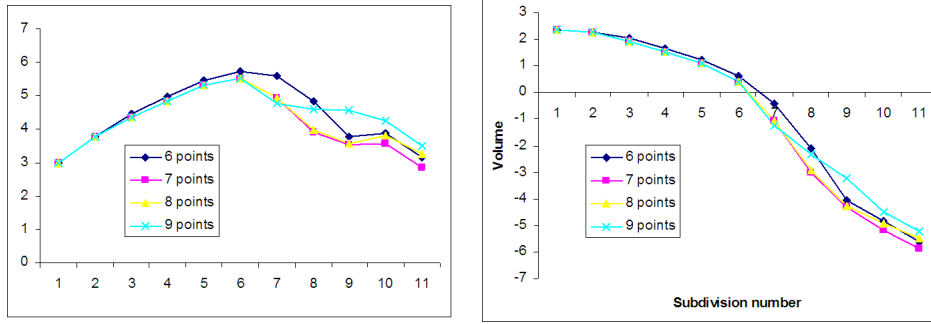 7
6
5
4
3
2
1
0
1 2 3 4 5 6 7 8 9 10 11
6 points
7 points
8 points
9 points
3
2
1
0
-1
-2
-3
-4
-5
-6
-7
1 2 3 4 5 6 7 8 9 10 11
Volume
6 points
7 points
8 points
9 points
Subdivision number